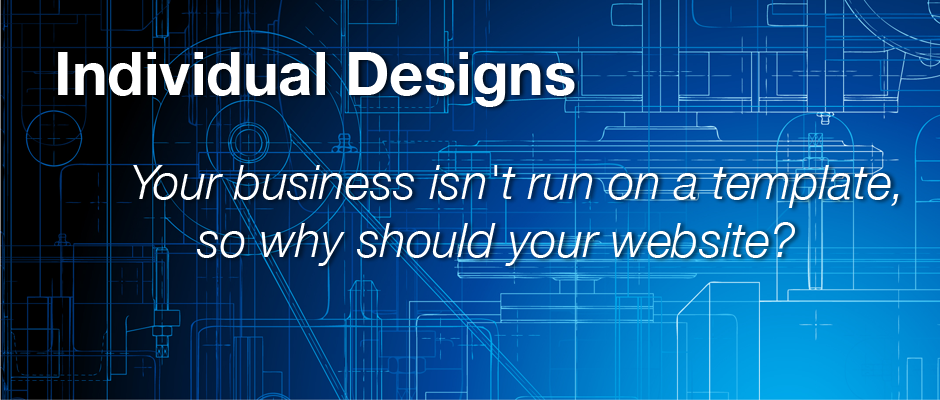 Individual Designs
Your business isn't run on a template,
so why should your website?